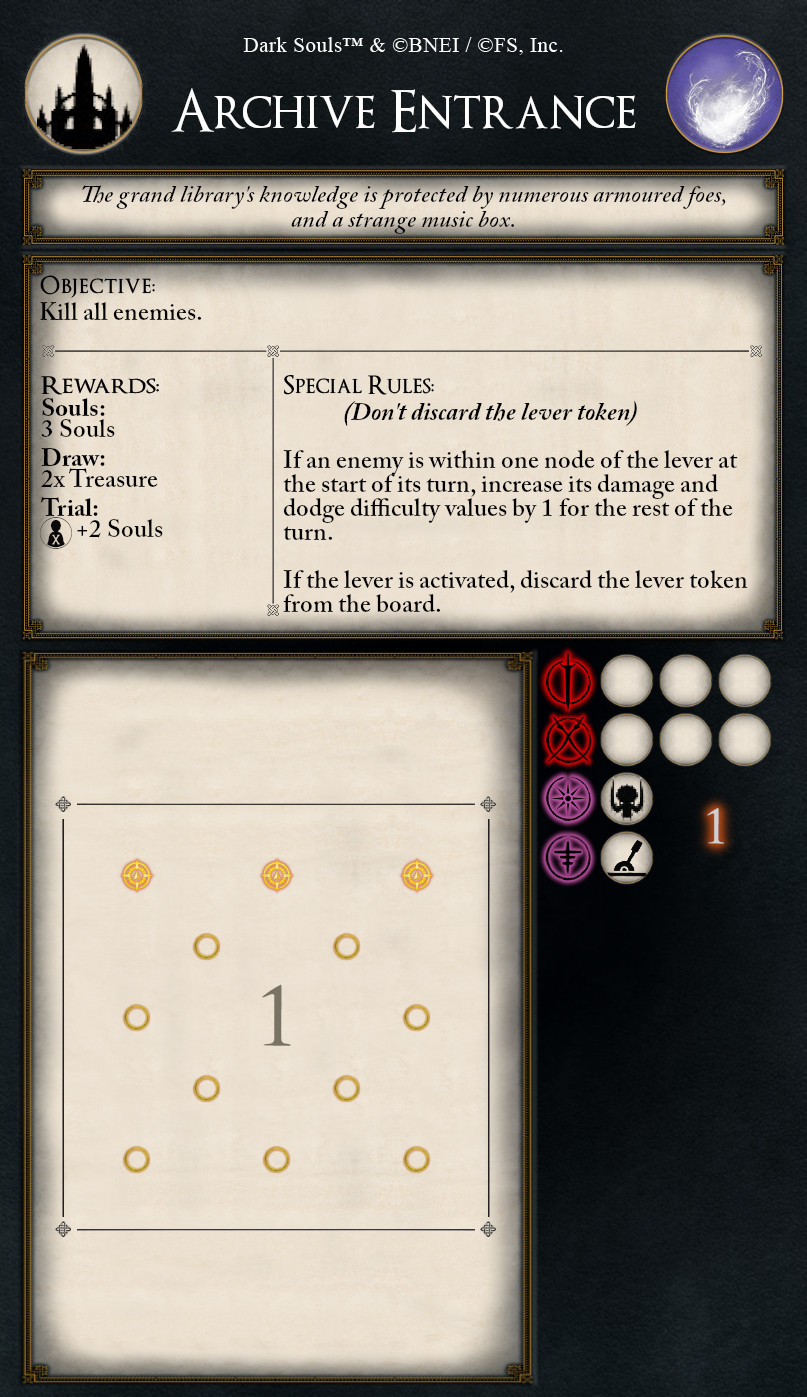 Dark Souls™ & ©BNEI / ©FS, Inc.
Archive Entrance
The grand library's knowledge is protected by numerous armoured foes,
and a strange music box.
Objective:
Kill all enemies.
Rewards:
Souls:
3 Souls
Draw:
2x Treasure
Trial:
X +2 Souls
Special Rules:
(Don't discard the lever token)
If an enemy is within one node of the lever at
the start of its turn, increase its damage and
dodge difficulty values by 1 for the rest of the
turn.
If the lever is activated, discard the lever token
from the board.
1
1